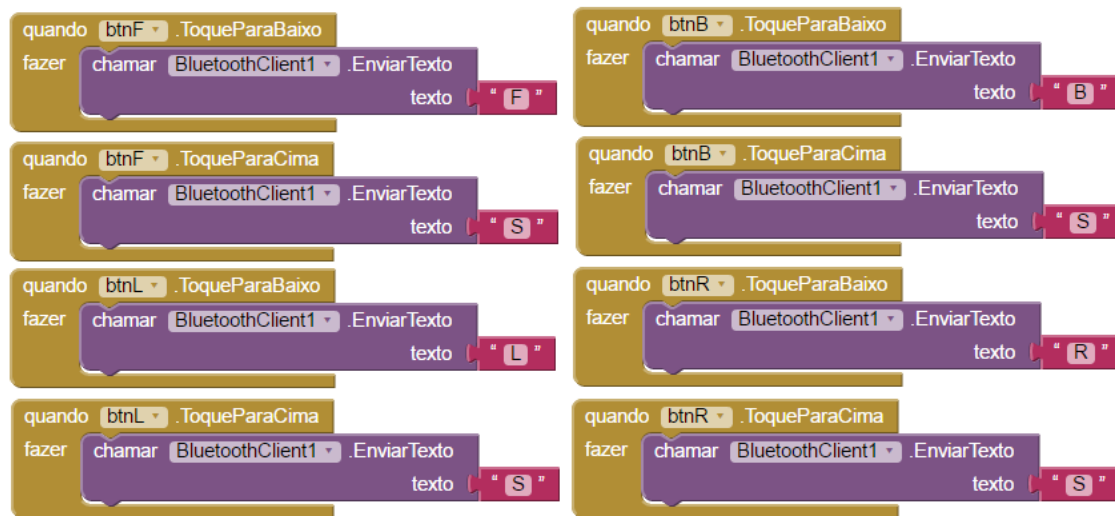 quando btnF .ToqueParaBaixo
fazer chamar BluetoothClient1 .EnviarTexto
texto " F "
quando btnF .ToqueParaCima
fazer chamar BluetoothClient1 .EnviarTexto
texto " S "
quando btnL .ToqueParaBaixo
fazer chamar BluetoothClient1 .EnviarTexto
texto " L "
quando btnL .ToqueParaCima
fazer chamar BluetoothClient1 .EnviarTexto
texto " S "
quando btnB .ToqueParaBaixo
fazer chamar BluetoothClient1 .EnviarTexto
texto " B "
quando btnB .ToqueParaCima
fazer chamar BluetoothClient1 .EnviarTexto
texto " S "
quando btnR .ToqueParaBaixo
fazer chamar BluetoothClient1 .EnviarTexto
texto " R "
quando btnR .ToqueParaCima
fazer chamar BluetoothClient1 .EnviarTexto
texto " S "